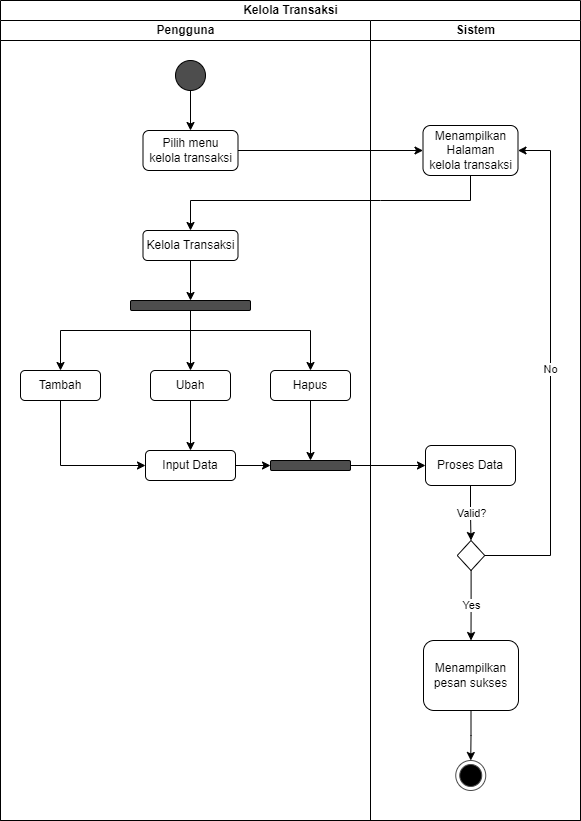 Kelola Transaksi
Pengguna
Sistem
Pilih menu
kelola transaksi
Menampilkan
Halaman
kelola transaksi
Kelola Transaksi
Tambah
Ubah
Hapus
No
Input Data
Proses Data
Valid?
Yes
Menampilkan
pesan sukses